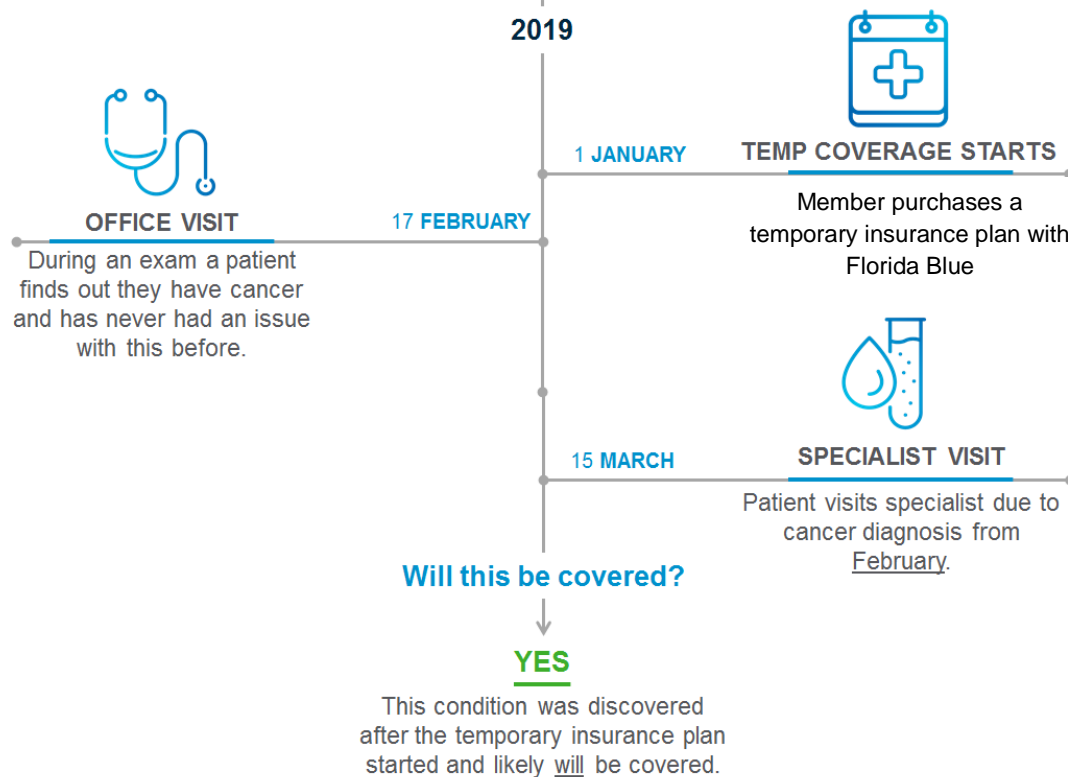 2019
1 JANUARY
TEMP COVERAGE STARTS
Member purchases a
temporary insurance plan with
Florida Blue
17 FEBRUARY
OFFICE VISIT
During an exam a patient
finds out they have cancer
and has never had an issue
with this before.
15 MARCH
SPECIALIST VISIT
Patient visits specialist due to
cancer diagnosis from
February.
Will this be covered?
YES
This condition was discovered
after the temporary insurance plan
started and likely will be covered.